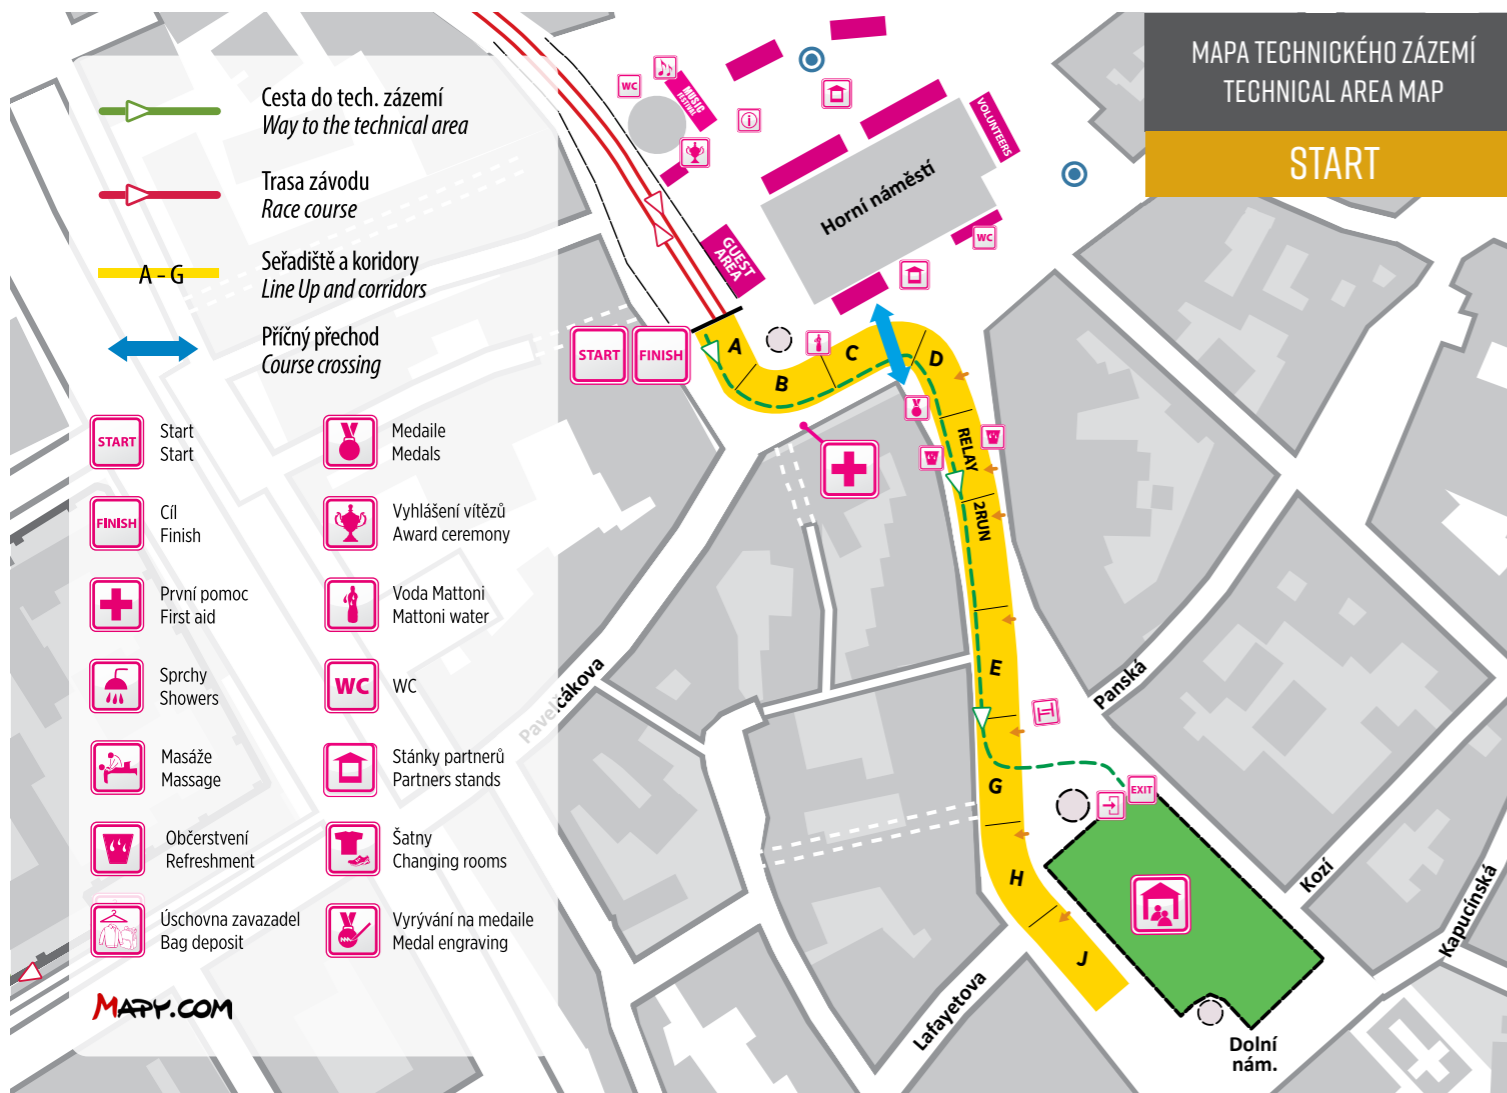 MAPA TECHNICKÉHO ZÁZEMÍ
TECHNICAL AREA MAP
START
Cesta do tech. zázemí
Way to the technical area
Trasa závodu
Race course
A - G
Seřadiště a koridory
Line Up and corridors
Příčný přechod
Course crossing
START
Start
Start
FINISH
Cíl
Finish
První pomoc
First aid
Sprchy
Showers
Masáže
Massage
Občerstvení
Refreshment
Úschovna zavazadel
Bag deposit
Medaile
Medals
Vyhlášení vítězů
Award ceremony
Voda Mattoni
Mattoni water
WC
WC
Stánky partnerů
Partners stands
Šatny
Changing rooms
Vyrývání na medaile
Medal engraving
MAPY.COM
WC
MUSIC
FESTIVAL
VOLUNTEERS
Horní náměstí
GUEST
AREA
WC
START
FINISH
A
B
C
D
RELAY
2RUN
E
G
H
J
EXIT
Pavelčákova
Panská
Kozí
Kapucínská
Lafayetova
Dolní
nám.